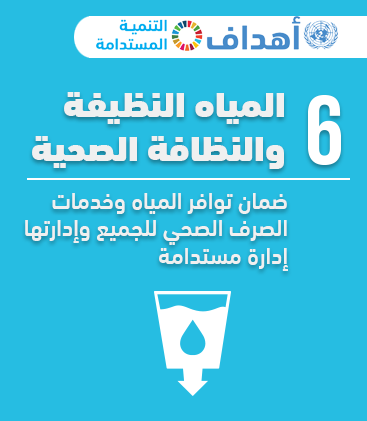 أهداف التنمية
المستدامة
6
المياه النظيفة
والنظافة الصحية
ضمان توافر المياه وخدمات
الصرف الصحي للجميع وإدارتها
إدارة مستدامة